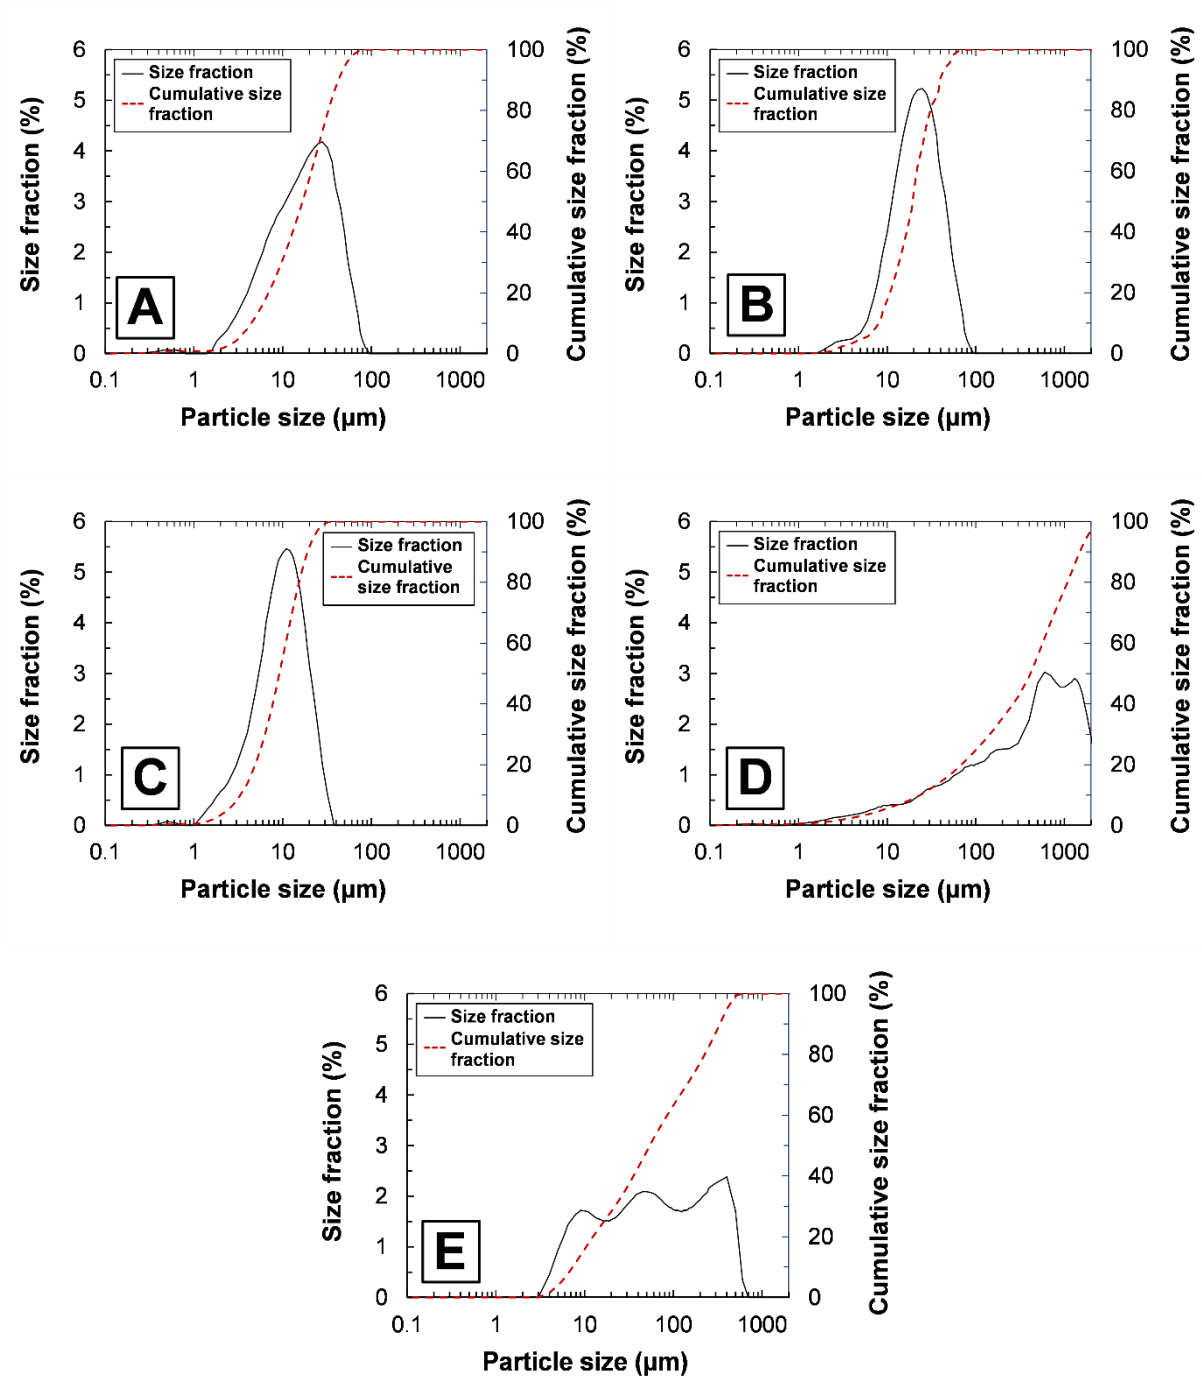 6
5
4
3
2
1
0
Size fraction (%)
Size fraction
Cumulative size
fraction
A
100
80
60
40
20
0
Cumulative size fraction (%)
0.1 1 10 100 1000
Particle size (µm)
6
5
4
3
2
1
0
Size fraction (%)
Size fraction
Cumulative size
fraction
B
100
80
60
40
20
0
Cumulative size fraction (%)
0.1 1 10 100 1000
Particle size (µm)
6
5
4
3
2
1
0
Size fraction (%)
Size fraction
Cumulative
size fraction
C
100
80
60
40
20
0
Cumulative size fraction (%)
0.1 1 10 100 1000
Particle size (µm)
6
5
4
3
2
1
0
Size fraction (%)
Size fraction
Cumulative size
fraction
D
100
80
60
40
20
0
Cumulative size fraction (%)
0.1 1 10 100 1000
Particle size (µm)
6
5
4
3
2
1
0
Size fraction (%)
Size fraction
Cumulative size
fraction
E
100
80
60
40
20
0
Cumulative size fraction (%)
0.1 1 10 100 1000
Particle size (µm)